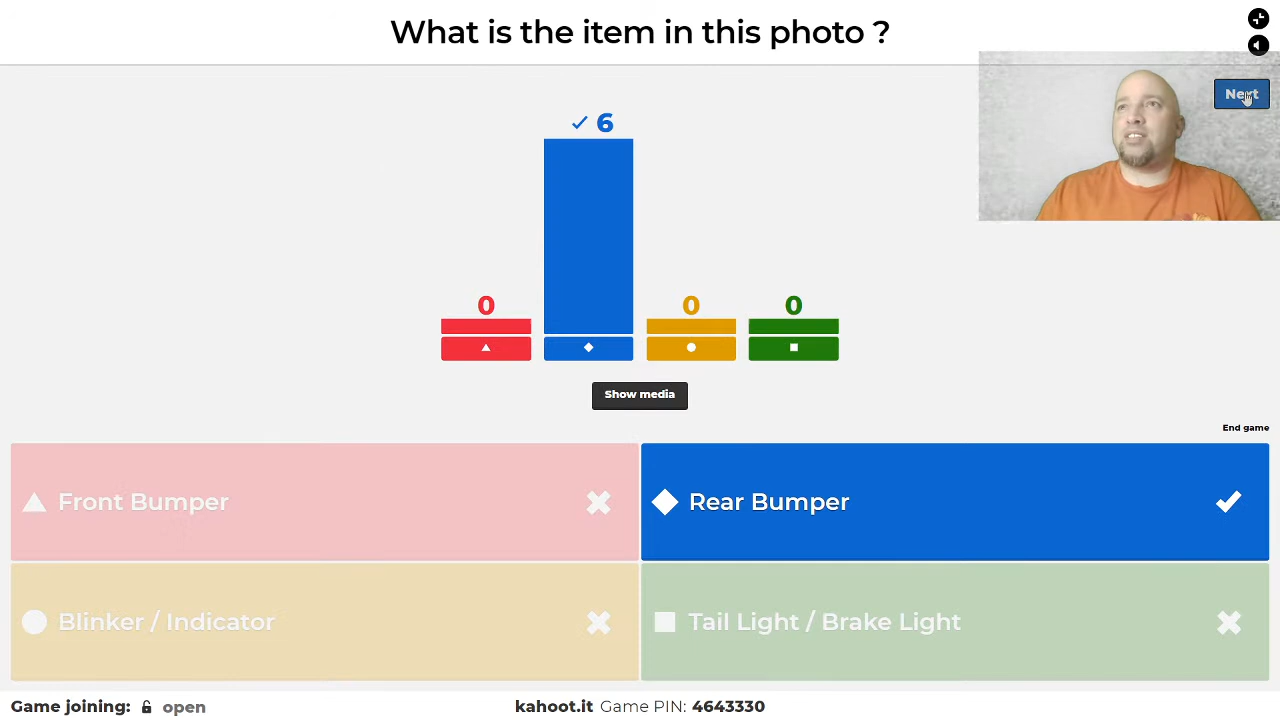 What is the item in this photo ?
Next
6
0
0
0
Show media
End game
Front Bumper
Rear Bumper
Blinker / Indicator
Tail Light / Brake Light
Game joining: open
kahoot.it Game PIN: 4643330